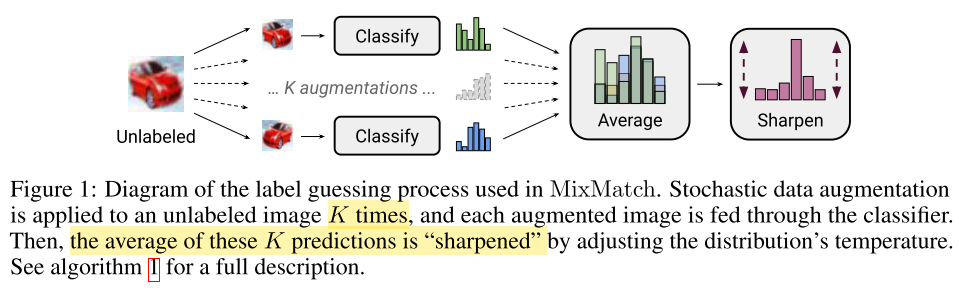 Classify
... K augmentations ...
Unlabeled
Classify
Average
Sharpen
Figure 1: Diagram of the label guessing process used in MixMatch. Stochastic data augmentation
is applied to an unlabeled image K times, and each augmented image is fed through the classifier.
Then, the average of these K predictions is “sharpened” by adjusting the distribution’s temperature.
See algorithm 1 for a full description.